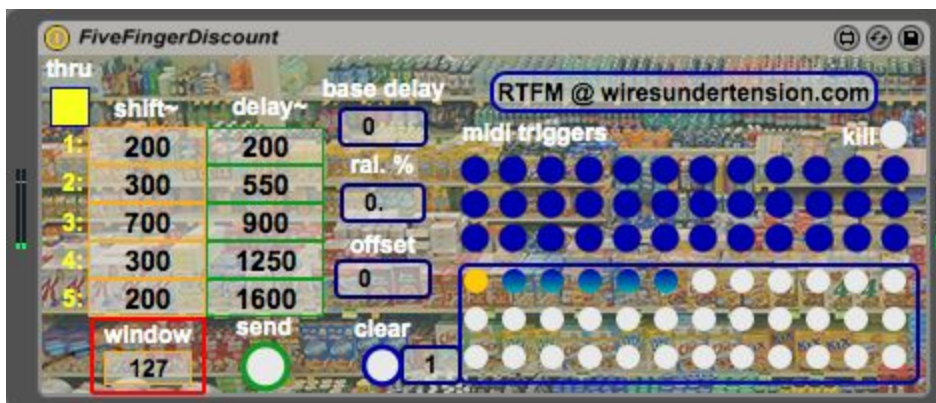 FiveFingerDiscount
thru
shift~ delay~
base delay
RTFM @ wiresundertension.com
0
midi triggers
kill
1: 200 200
2: 300 550
ral. %
0.
3: 700 900
offset
4: 300 1250
0
5: 200 1600
window
send
clear
127
1